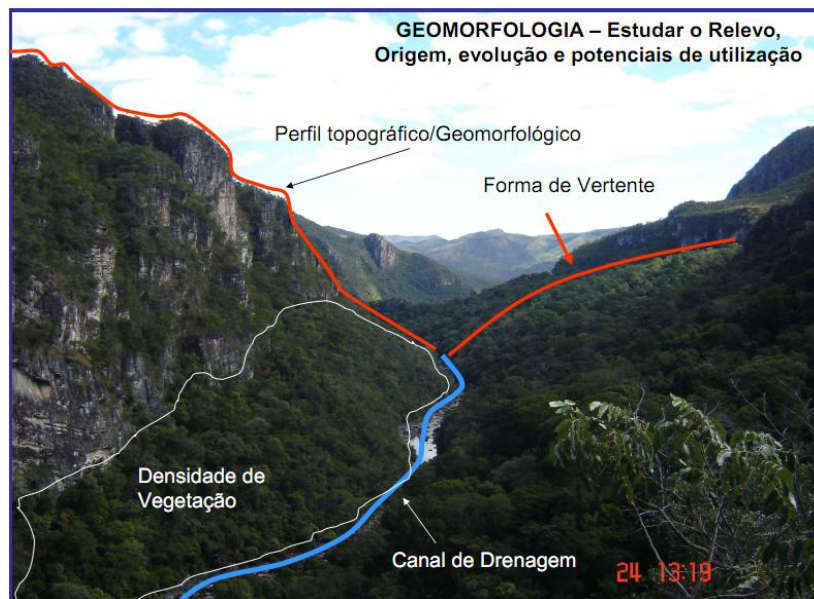 GEOMORFOLOGIA – Estudar o Relevo,
Origem, evolução e potenciais de utilização
Perfil topográfico/Geomorfológico
Forma de Vertente
Densidade de
Vegetação
Canal de Drenagem
24 13:19